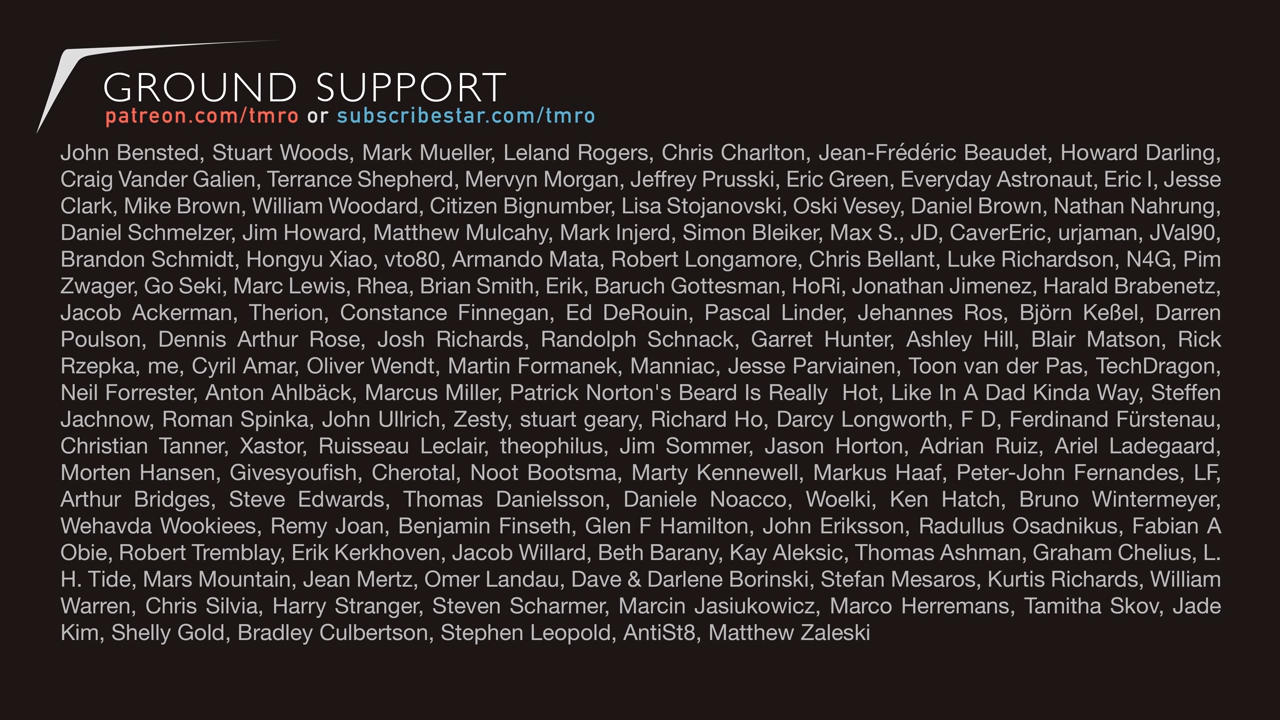 GROUND SUPPORT
patreon.com/tmro or subscribestar.com/tmro
John Bensted, Stuart Woods, Mark Mueller, Leland Rogers, Chris Charlton, Jean-Frédéric Beaudet, Howard Darling,
Craig Vander Galien, Terrance Shepherd, Mervyn Morgan, Jeffrey Prusski, Eric Green, Everyday Astronaut, Eric I, Jesse
Clark, Mike Brown, William Woodard, Citizen Bignumber, Lisa Stojanovski, Oski Vesey, Daniel Brown, Nathan Nahrung,
Daniel Schmelzer, Jim Howard, Matthew Mulcahy, Mark Injerd, Simon Bleiker, Max S., JD, CaverEric, urjaman, JVal90,
Brandon Schmidt, Hongyu Xiao, vto80, Armando Mata, Robert Longamore, Chris Bellant, Luke Richardson, N4G, Pim
Zwager, Go Seki, Marc Lewis, Rhea, Brian Smith, Erik, Baruch Gottesman, HoRi, Jonathan Jimenez, Harald Brabenetz,
Jacob Ackerman, Therion, Constance Finnegan, Ed DeRouin, Pascal Linder, Jehannes Ros, Björn Keßel, Darren
Poulson, Dennis Arthur Rose, Josh Richards, Randolph Schnack, Garret Hunter, Ashley Hill, Blair Matson, Rick
Rzepka, me, Cyril Amar, Oliver Wendt, Martin Formanek, Manniac, Jesse Parviainen, Toon van der Pas, TechDragon,
Neil Forrester, Anton Ahlbäck, Marcus Miller, Patrick Norton's Beard Is Really  Hot, Like In A Dad Kinda Way, Steffen
Jachnow, Roman Spinka, John Ullrich, Zesty, stuart geary, Richard Ho, Darcy Longworth, F D, Ferdinand Fürstenau,
Christian Tanner, Xastor, Ruisseau Leclair, theophilus, Jim Sommer, Jason Horton, Adrian Ruiz, Ariel Ladegaard,
Morten Hansen, Givesyoufish, Cherotal, Noot Bootsma, Marty Kennewell, Markus Haaf, Peter-John Fernandes, LF,
Arthur Bridges, Steve Edwards, Thomas Danielsson, Daniele Noacco, Woelki, Ken Hatch, Bruno Wintermeyer,
Wehavda Wookiees, Remy Joan, Benjamin Finseth, Glen F Hamilton, John Eriksson, Radullus Osadnikus, Fabian A
Obie, Robert Tremblay, Erik Kerkhoven, Jacob Willard, Beth Barany, Kay Aleksic, Thomas Ashman, Graham Chelius, L.
H. Tide, Mars Mountain, Jean Mertz, Omer Landau, Dave & Darlene Borinski, Stefan Mesaros, Kurtis Richards, William
Warren, Chris Silvia, Harry Stranger, Steven Scharmer, Marcin Jasiukowicz, Marco Herremans, Tamitha Skov, Jade
Kim, Shelly Gold, Bradley Culbertson, Stephen Leopold, AntiSt8, Matthew Zaleski